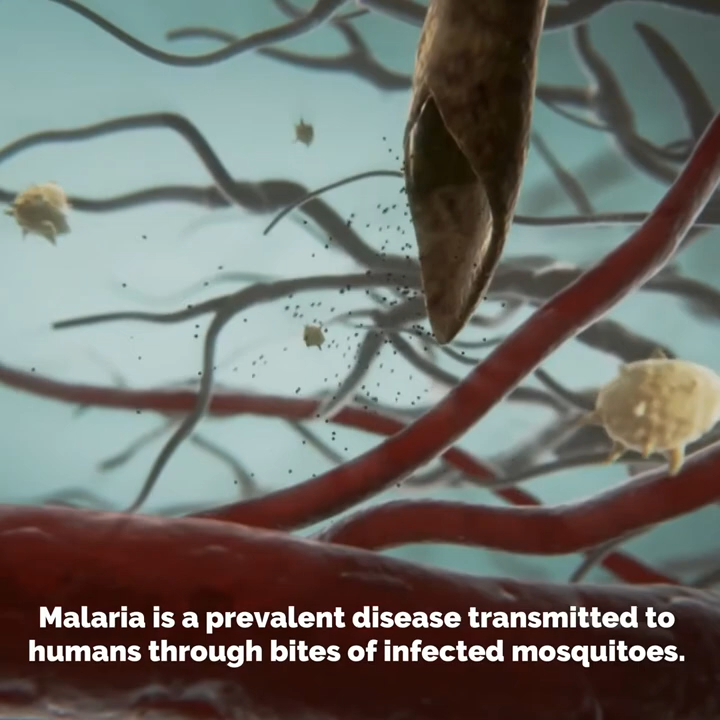 Malaria is a prevalent disease transmitted to
humans through bites of infected mosquitoes.